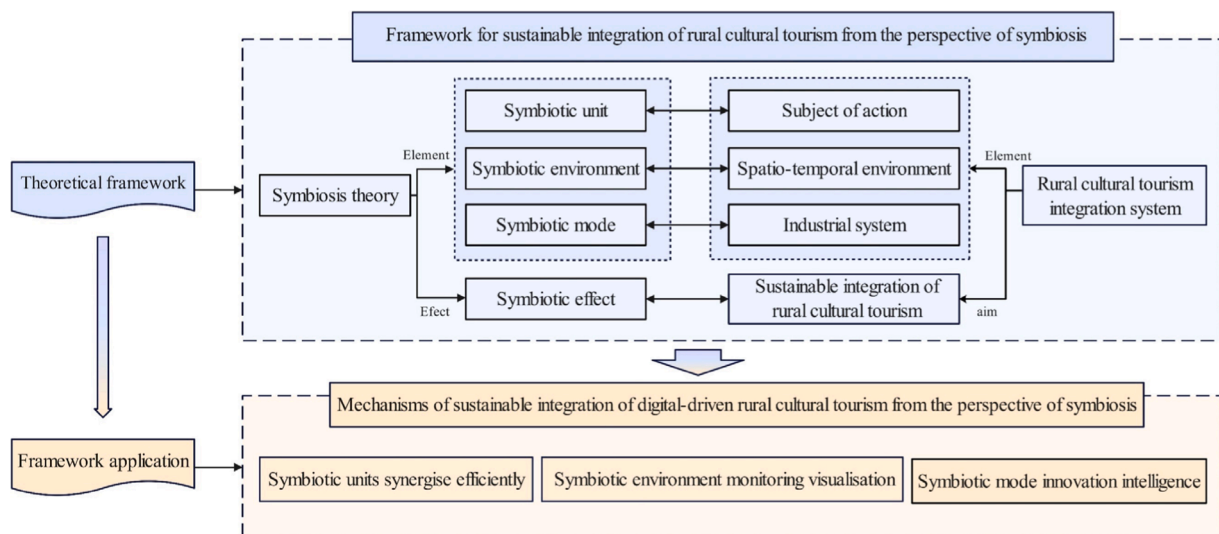 Framework for sustainable integration of rural cultural tourism from the perspective of symbiosis
Symbiotic unit
Subject of action
Element
Element
Theoretical framework
Symbiosis theory
Symbiotic environment
Spatio-temporal environment
Rural cultural tourism
integration system
Symbiotic mode
Industrial system
Symbiotic effect
Sustainable integration of
rural cultural tourism
Efect
aim
Mechanisms of sustainable integration of digital-driven rural cultural tourism from the perspective of symbiosis
Framework application
Symbiotic units synergise efficiently
Symbiotic environment monitoring visualisation
Symbiotic mode innovation intelligence